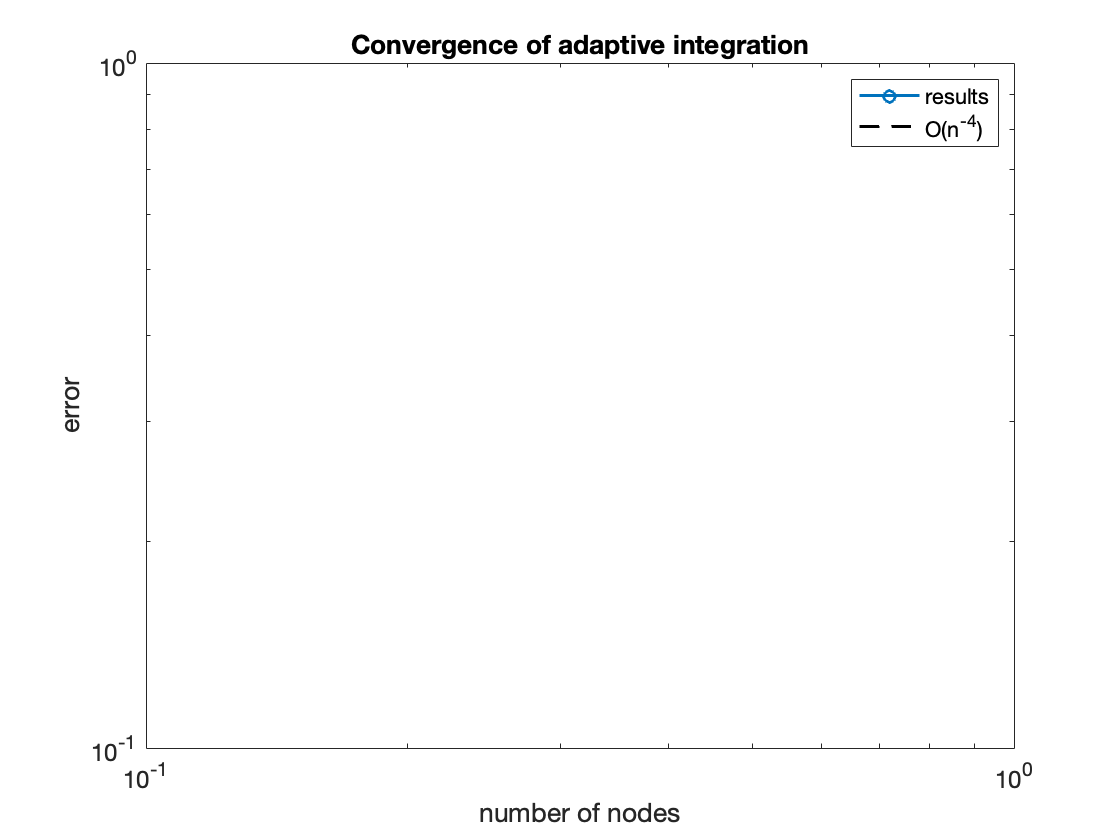 Convergence of adaptive integration
10^0
results
O(n^-4)
error
10^-1
10^-1
10^0
number of nodes